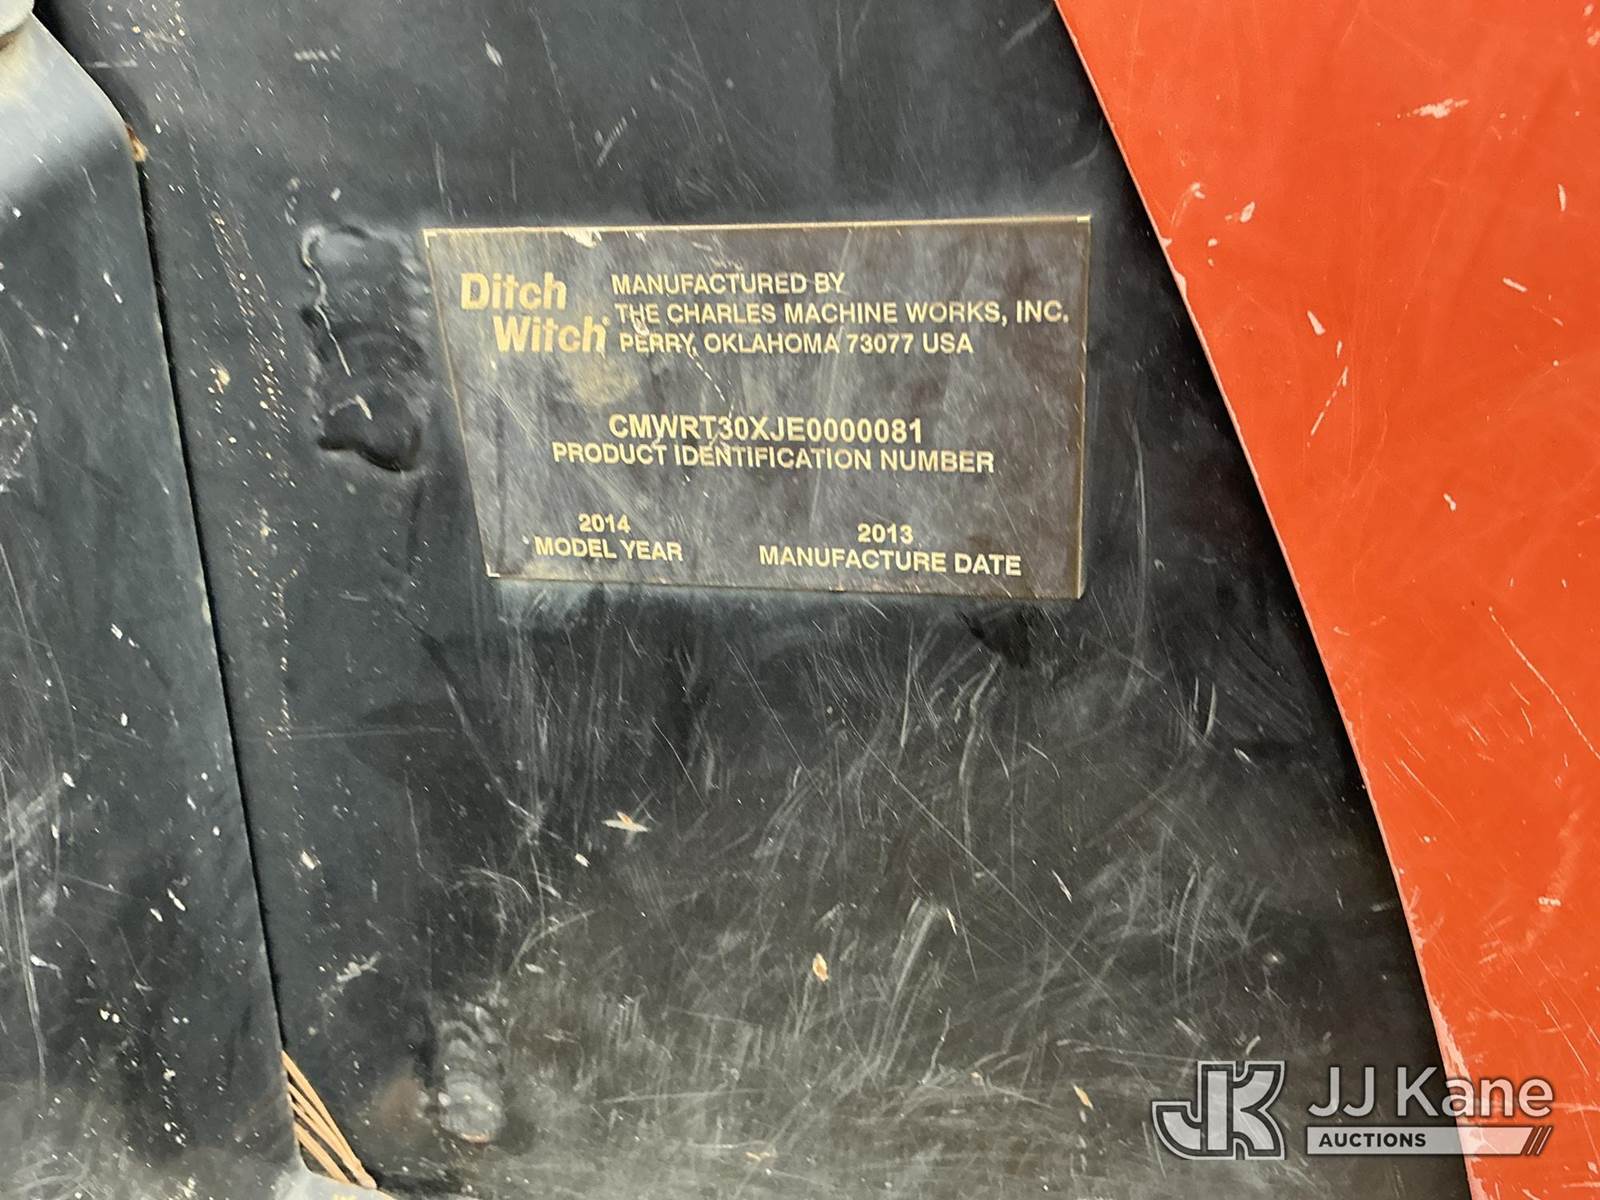 Ditch
Witch®
MANUFACTURED BY
THE CHARLES MACHINE WORKS, INC.
PERRY, OKLAHOMA 73077 USA
CMWRT30XJE0000081
PRODUCT IDENTIFICATION NUMBER
2014
MODEL YEAR
2013
MANUFACTURE DATE
JK
JJ Kane
AUCTIONS